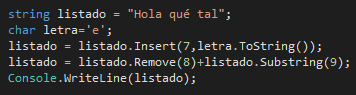 string listado = "Hola qué tal";
char letra='e';
listado = listado.Insert(7,letra.ToString());
listado = listado.Remove(8)+listado.Substring(9);
Console.WriteLine(listado);